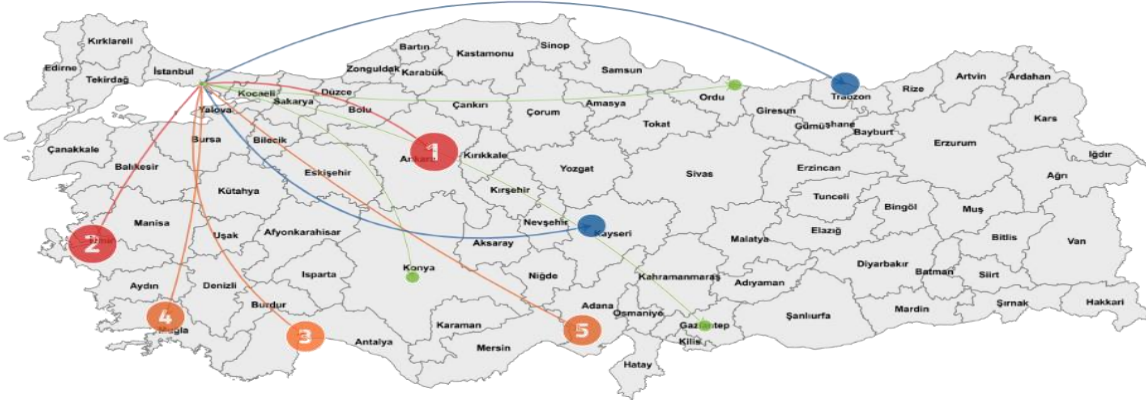 Kırklareli
Edirne
Tekirdağ
İstanbul
Yalova
Kocaeli
Sakarya
Düzce
Bolu
Zonguldak
Bartın
Karabük
Kastamonu
Sinop
Çankırı
Samsun
Çorum
Amasya
Ordu
Tokat
Giresun
Gümüşhane
Trabzon
Bayburt
Rize
Artvin
Ardahan
Kars
Erzurum
Iğdır
Ağrı
Çanakkale
Balıkesir
Bursa
Bilecik
Eskişehir
Kütahya
Ankara
1
Kırıkkale
Yozgat
Sivas
Erzincan
Tunceli
Bingöl
Muş
Kırşehir
Nevşehir
Kayseri
Malatya
Elazığ
Bitlis
Van
2
Manisa
Uşak
Afyonkarahisar
Konya
Aksaray
Niğde
Kahramanmaraş
Adıyaman
Diyarbakır
Batman
Siirt
Şırnak
Hakkari
Aydın
Denizli
Isparta
Burdur
4
Muğla
3
Antalya
Karaman
Mersin
Adana
5
Osmaniye
Gaziantep
Kilis
Hatay
Şanlıurfa
Mardin